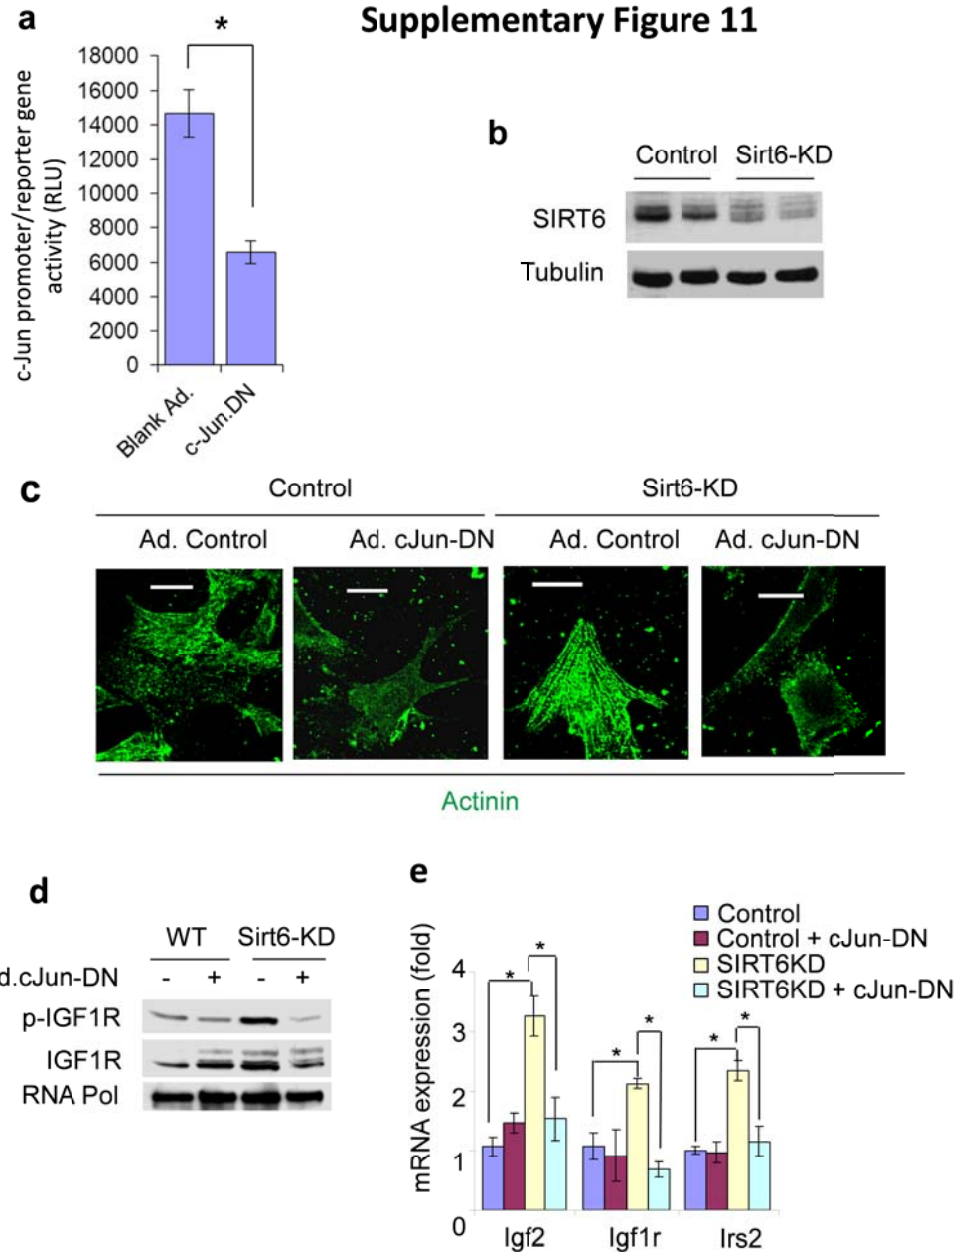 Supplementary Figure 11
a
*
c-Jun promoter/reporter gene
activity (RLU)
18000
16000
14000
12000
10000
8000
6000
4000
2000
0
Blank Ad.
c-Jun.DN
b
Control Sirt6-KD
SIRT6
Tubulin
c
Control Sirt6-KD
Ad. Control Ad. cJun-DN Ad. Control Ad. cJun-DN
Actinin
d
WT Sirt6-KD
d.cJun-DN - + - +
p-IGF1R
IGF1R
RNA Pol
e
Control
Control + cJun-DN
SIRT6KD
SIRT6KD + cJun-DN
mRNA expression (fold)
4
3
2
1
0
* * * * * *
Igf2 Igf1r Irs2